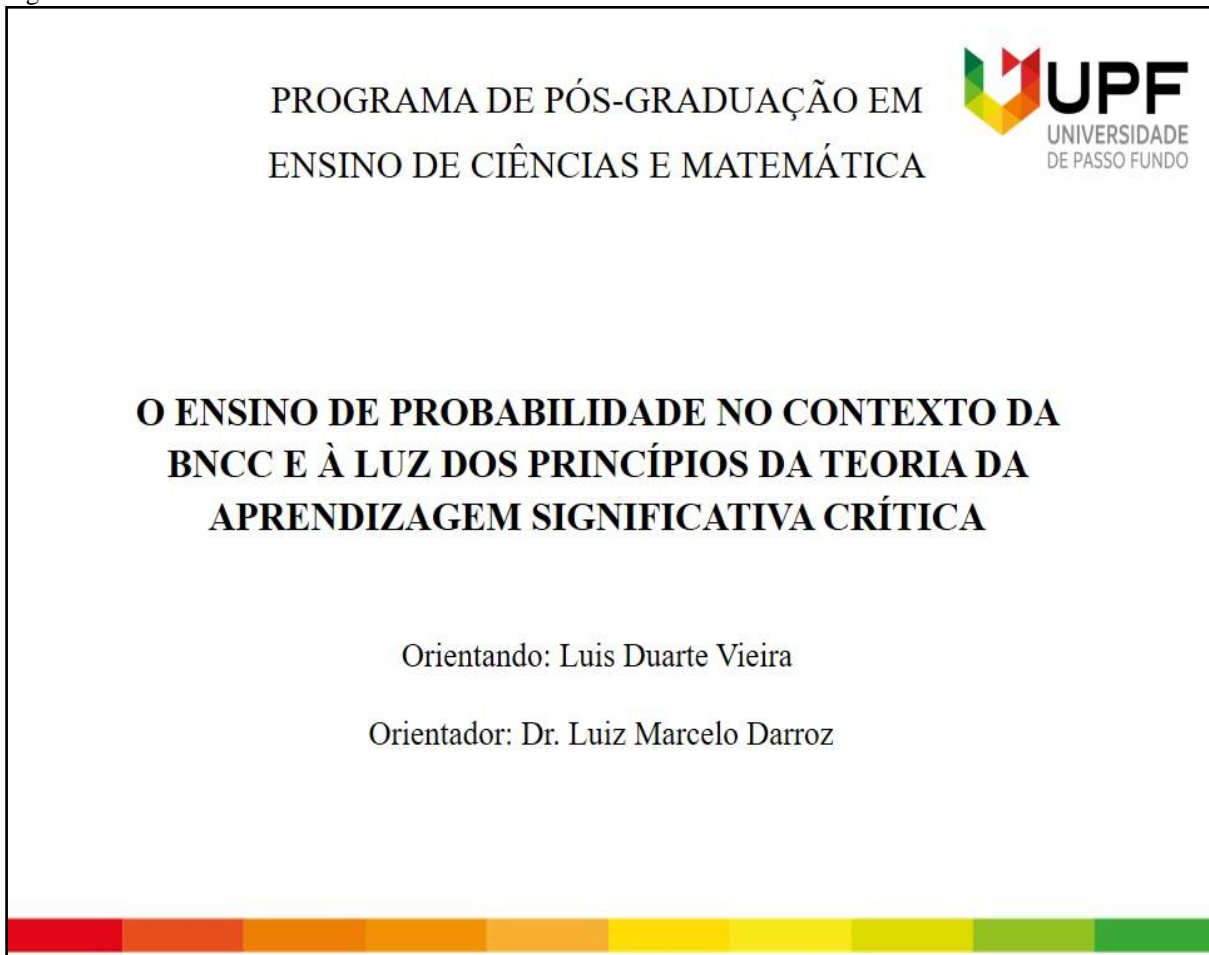 PROGRAMA DE PÓS-GRADUAÇÃO EM
ENSINO DE CIÊNCIAS E MATEMÁTICA
UPF
UNIVERSIDADE
DE PASSO FUNDO
O ENSINO DE PROBABILIDADE NO CONTEXTO DA
BNCC E À LUZ DOS PRINCÍPIOS DA TEORIA DA
APRENDIZAGEM SIGNIFICATIVA CRÍTICA
Orientando: Luis Duarte Vieira
Orientador: Dr. Luiz Marcelo Darroz